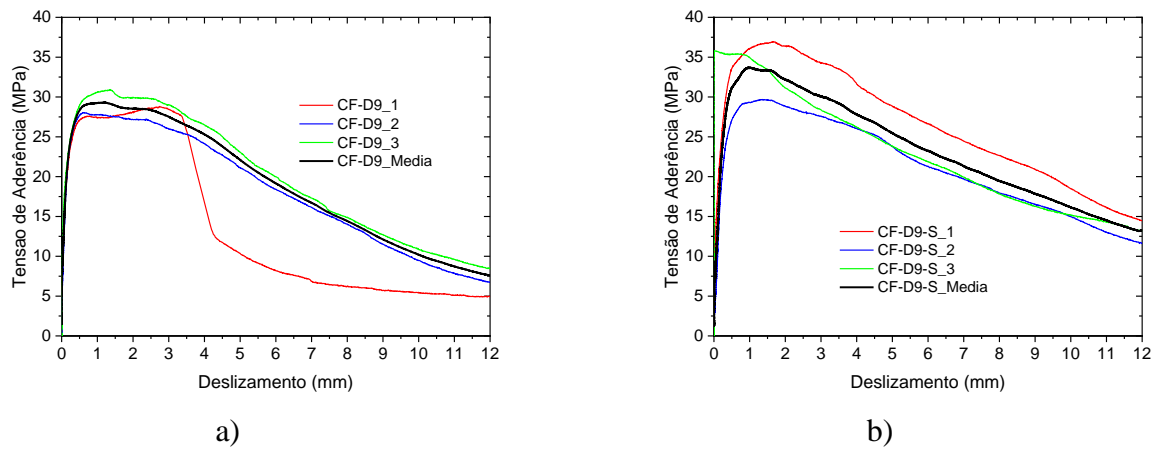 40
35
30
25
20
15
10
5
0
Tensão de Aderência (MPa)
CF-D9_1
CF-D9_2
CF-D9_3
CF-D9_Media
0 1 2 3 4 5 6 7 8 9 10 11 12
Deslizamento (mm)
a)
40
35
30
25
20
15
10
5
0
Tensão de Aderência (MPa)
CF-D9-S_1
CF-D9-S_2
CF-D9-S_3
CF-D9-S_Media
0 1 2 3 4 5 6 7 8 9 10 11 12
Deslizamento (mm)
b)